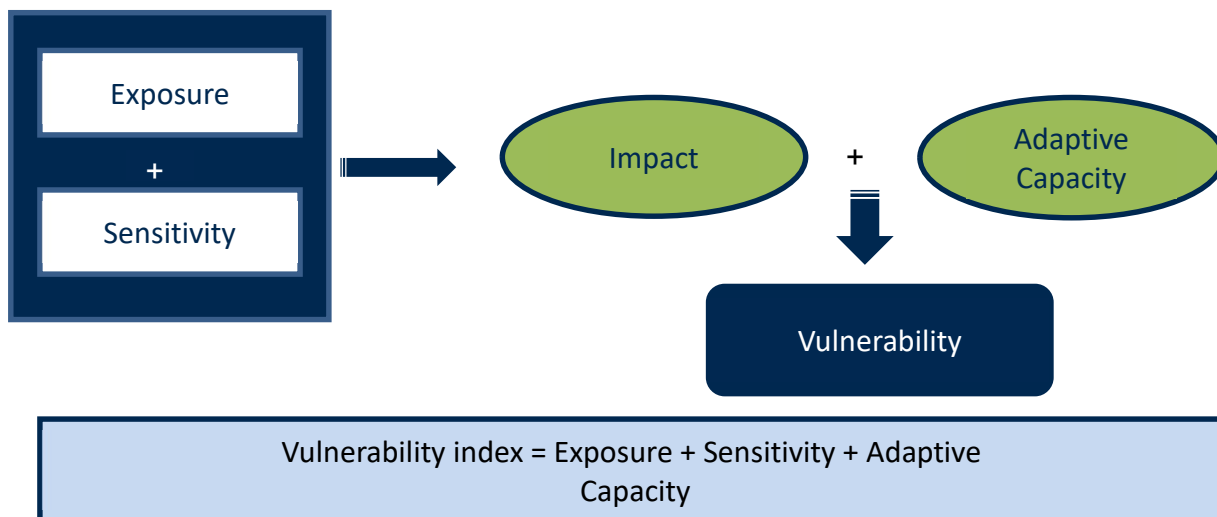 Exposure
+
Sensitivity
Impact
+
Adaptive
Capacity
Vulnerability
Vulnerability index = Exposure + Sensitivity + Adaptive
Capacity